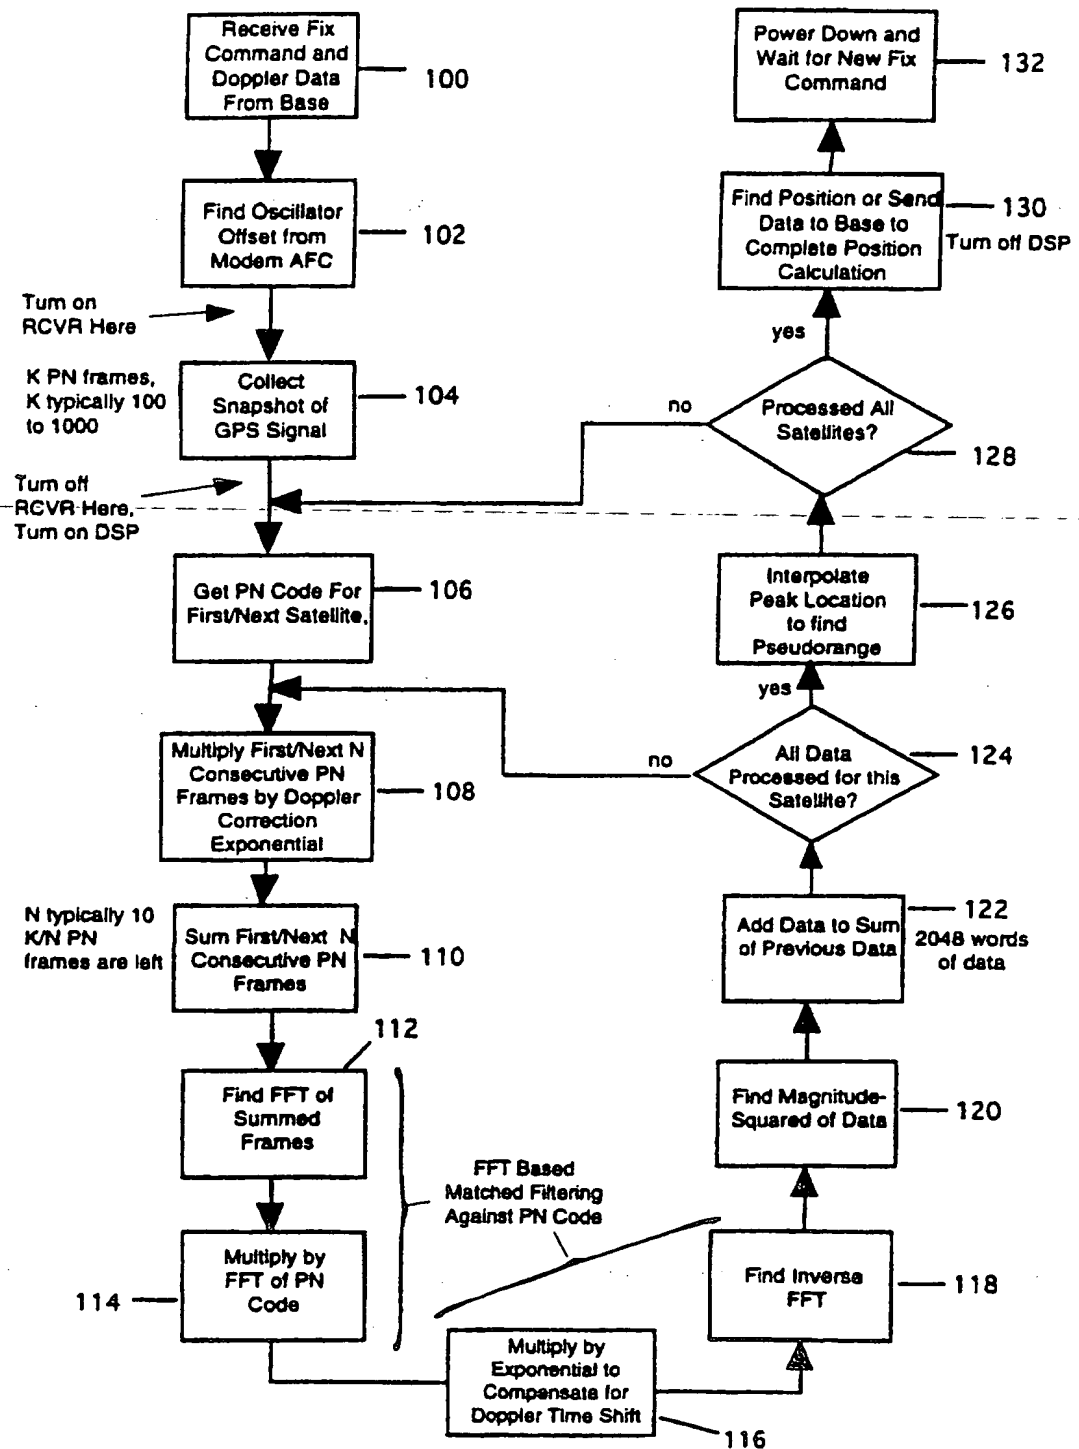 Receive Fix
Command and
Doppler Data
From Base
100
Find Oscillator
Offset from
Modem AFC
102
Turn on
RCVR Here
Collect
Snapshot of
GPS Signal
104
K PN frames,
K typically 100
to 1000
Turn off
RCVR Here,
Turn on DSP
Get PN Code For
First/Next Satellite.
106
Multiply First/Next N
Consecutive PN
Frames by Doppler
Correction
Exponential
108
N typically 10
K/N PN
frames are left
Sum First/Next N
Consecutive PN
Frames
110
112
Find FFT of
Summed
Frames
FFT Based
Matched Filtering
Against PN Code
Multiply by
FFT of PN
Code
114
Multiply by
Exponential to
Compensate for
Doppler Time Shift
116
Find Inverse
FFT
118
Find Magnitude-
Squared of Data
120
Add Data to Sum
of Previous Data
122
2048 words
of data
All Data
Processed for this
Satellite?
124
no
yes
Interpolate
Peak Location
to find
Pseudorange
126
Processed All
Satellites?
128
no
yes
Find Position or Send
Data to Base to
Complete Position
Calculation
130
Turn off DSP
Power Down and
Wait for New Fix
Command
132